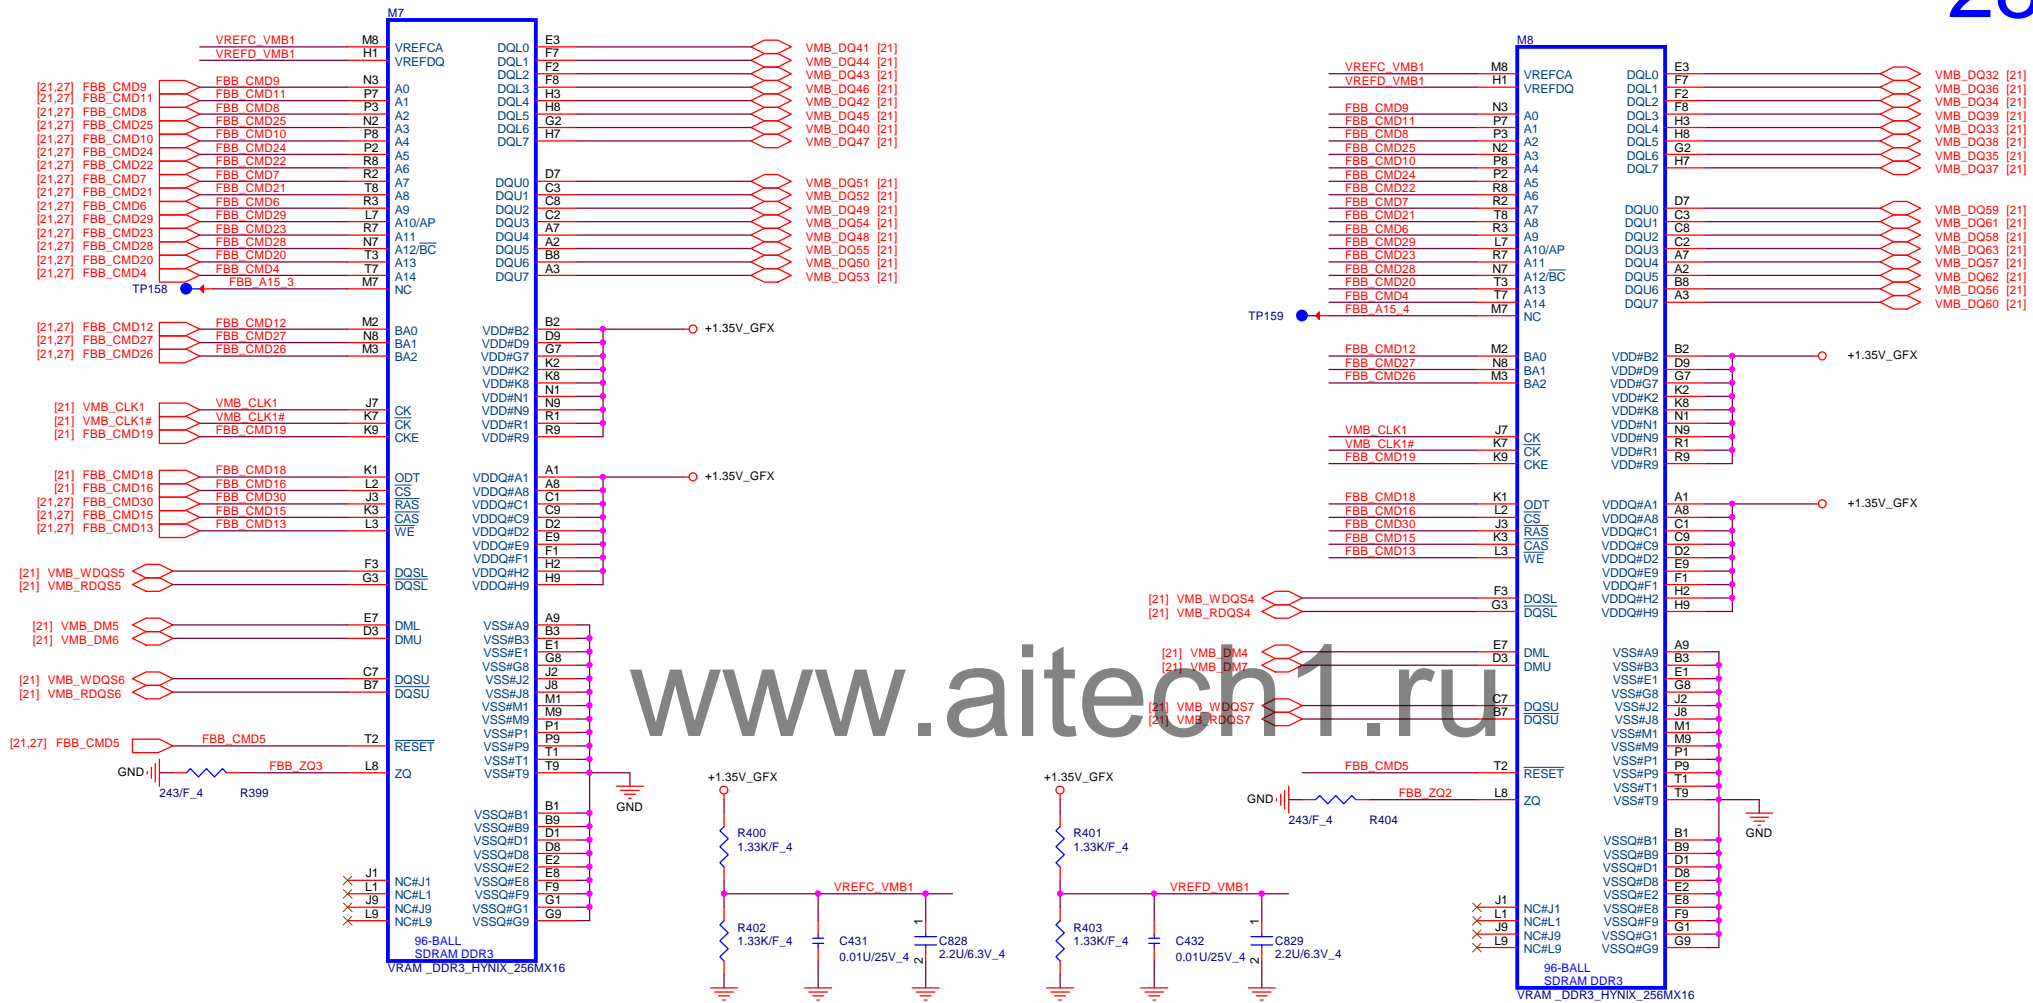 M7
VREFC_VMB1 M8 VREFCA DQL0 E3 VMB_DQ41 [21]
VREFD_VMB1 H1 VREFDQ DQL1 F7 VMB_DQ44 [21]
DQL2 F2 VMB_DQ43 [21]
[21,27] FBB_CMD9 FBB_CMD9 N3 A0 DQL3 F8 VMB_DQ46 [21]
[21,27] FBB_CMD11 FBB_CMD11 P7 A1 DQL4 H3 VMB_DQ42 [21]
[21,27] FBB_CMD8 FBB_CMD8 P3 A2 DQL5 H8 VMB_DQ45 [21]
[21,27] FBB_CMD25 FBB_CMD25 N2 A3 DQL6 G2 VMB_DQ40 [21]
[21,27] FBB_CMD10 FBB_CMD10 P8 A4 DQL7 H7 VMB_DQ47 [21]
[21,27] FBB_CMD24 FBB_CMD24 P2 A5
[21,27] FBB_CMD22 FBB_CMD22 R8 A6
[21,27] FBB_CMD7 FBB_CMD7 R2 A7 DQU0 D7 VMB_DQ51 [21]
[21,27] FBB_CMD21 FBB_CMD21 T8 A8 DQU1 C3 VMB_DQ52 [21]
[21,27] FBB_CMD6 FBB_CMD6 R3 A9 DQU2 C8 VMB_DQ49 [21]
[21,27] FBB_CMD29 FBB_CMD29 L7 A10/AP DQU3 C2 VMB_DQ54 [21]
[21,27] FBB_CMD23 FBB_CMD23 R7 A11 DQU4 A7 VMB_DQ48 [21]
[21,27] FBB_CMD28 FBB_CMD28 N7 A12/BC DQU5 A2 VMB_DQ55 [21]
[21,27] FBB_CMD20 FBB_CMD20 T3 A13 DQU6 B8 VMB_DQ50 [21]
[21,27] FBB_CMD4 FBB_CMD4 T7 A14 DQU7 A3 VMB_DQ53 [21]
TP158 FBB_A15_3 M7 NC
[21,27] FBB_CMD12 FBB_CMD12 M2 BA0 VDD#B2 B2 +1.35V_GFX
[21,27] FBB_CMD27 FBB_CMD27 N8 BA1 VDD#D9 D9
[21,27] FBB_CMD26 FBB_CMD26 M3 BA2 VDD#G7 G7
VDD#K2 K2
VDD#K8 K8
VDD#N1 N1
[21] VMB_CLK1 VMB_CLK1 J7 CK VDD#N9 N9
[21] VMB_CLK1# VMB_CLK1# K7 CK VDD#R1 R1
[21] FBB_CMD19 FBB_CMD19 K9 CKE VDD#R9 R9
[21] FBB_CMD18 FBB_CMD18 K1 ODT VDDQ#A1 A1 +1.35V_GFX
[21] FBB_CMD16 FBB_CMD16 L2 CS VDDQ#A8 A8
[21,27] FBB_CMD30 FBB_CMD30 J3 RAS VDDQ#C1 C1
[21,27] FBB_CMD15 FBB_CMD15 K3 CAS VDDQ#C9 C9
[21,27] FBB_CMD13 FBB_CMD13 L3 WE VDDQ#D2 D2
VDDQ#E9 E9
VDDQ#F1 F1
[21] VMB_WDQS5 F3 DQSL VDDQ#H2 H2
[21] VMB_RDQS5 G3 DQSL VDDQ#H9 H9
[21] VMB_DM5 E7 DML VSS#A9 A9
[21] VMB_DM6 D3 DMU VSS#B3 B3
VSS#E1 E1
VSS#G8 G8
[21] VMB_WDQS6 C7 DQSU VSS#J2 J2
[21] VMB_RDQS6 B7 DQSU VSS#J8 J8
VSS#M1 M1
VSS#M9 M9
VSS#P1 P1
[21,27] FBB_CMD5 FBB_CMD5 T2 RESET VSS#P9 P9
VSS#T1 T1
GND FBB_ZQ3 L8 ZQ VSS#T9 T9
243/F_4 R399 GND
VSSQ#B1 B1
VSSQ#B9 B9
VSSQ#D1 D1
VSSQ#D8 D8
VSSQ#E2 E2
J1 NC#J1 VSSQ#E8 E8
L1 NC#L1 VSSQ#F9 F9
J9 NC#J9 VSSQ#G1 G1
L9 NC#L9 VSSQ#G9 G9
96-BALL
SDRAM DDR3
VRAM _DDR3_HYNIX_256MX16
www.aitech1.ru
+1.35V_GFX
R400
1.33K/F_4
VREFC_VMB1
R402
1.33K/F_4
C431
0.01U/25V_4
1
2
C828
2.2U/6.3V_4
+1.35V_GFX
R401
1.33K/F_4
VREFD_VMB1
R403
1.33K/F_4
C432
0.01U/25V_4
1
2
C829
2.2U/6.3V_4
M8
VREFC_VMB1 M8 VREFCA DQL0 E3 VMB_DQ32 [21]
VREFD_VMB1 H1 VREFDQ DQL1 F7 VMB_DQ36 [21]
DQL2 F2 VMB_DQ34 [21]
FBB_CMD9 N3 A0 DQL3 F8 VMB_DQ39 [21]
FBB_CMD11 P7 A1 DQL4 H3 VMB_DQ33 [21]
FBB_CMD8 P3 A2 DQL5 H8 VMB_DQ38 [21]
FBB_CMD25 N2 A3 DQL6 G2 VMB_DQ35 [21]
FBB_CMD10 P8 A4 DQL7 H7 VMB_DQ37 [21]
FBB_CMD24 P2 A5
FBB_CMD22 R8 A6
FBB_CMD7 R2 A7 DQU0 D7 VMB_DQ59 [21]
FBB_CMD21 T8 A8 DQU1 C3 VMB_DQ61 [21]
FBB_CMD6 R3 A9 DQU2 C8 VMB_DQ58 [21]
FBB_CMD29 L7 A10/AP DQU3 C2 VMB_DQ63 [21]
FBB_CMD23 R7 A11 DQU4 A7 VMB_DQ57 [21]
FBB_CMD28 N7 A12/BC DQU5 A2 VMB_DQ62 [21]
FBB_CMD20 T3 A13 DQU6 B8 VMB_DQ56 [21]
FBB_CMD4 T7 A14 DQU7 A3 VMB_DQ60 [21]
TP159 FBB_A15_4 M7 NC
FBB_CMD12 M2 BA0 VDD#B2 B2 +1.35V_GFX
FBB_CMD27 N8 BA1 VDD#D9 D9
FBB_CMD26 M3 BA2 VDD#G7 G7
VDD#K2 K2
VDD#K8 K8
VDD#N1 N1
VMB_CLK1 J7 CK VDD#N9 N9
VMB_CLK1# K7 CK VDD#R1 R1
FBB_CMD19 K9 CKE VDD#R9 R9
FBB_CMD18 K1 ODT VDDQ#A1 A1 +1.35V_GFX
FBB_CMD16 L2 CS VDDQ#A8 A8
FBB_CMD30 J3 RAS VDDQ#C1 C1
FBB_CMD15 K3 CAS VDDQ#C9 C9
FBB_CMD13 L3 WE VDDQ#D2 D2
VDDQ#E9 E9
VDDQ#F1 F1
[21] VMB_WDQS4 F3 DQSL VDDQ#H2 H2
[21] VMB_RDQS4 G3 DQSL VDDQ#H9 H9
[21] VMB_DM4 E7 DML VSS#A9 A9
[21] VMB_DM7 D3 DMU VSS#B3 B3
VSS#E1 E1
VSS#G8 G8
[21] VMB_WDQS7 C7 DQSU VSS#J2 J2
[21] VMB_RDQS7 B7 DQSU VSS#J8 J8
VSS#M1 M1
VSS#M9 M9
VSS#P1 P1
FBB_CMD5 T2 RESET VSS#P9 P9
VSS#T1 T1
GND FBB_ZQ2 L8 ZQ VSS#T9 T9
243/F_4 R404 GND
VSSQ#B1 B1
VSSQ#B9 B9
VSSQ#D1 D1
VSSQ#D8 D8
VSSQ#E2 E2
J1 NC#J1 VSSQ#E8 E8
L1 NC#L1 VSSQ#F9 F9
J9 NC#J9 VSSQ#G1 G1
L9 NC#L9 VSSQ#G9 G9
96-BALL
SDRAM DDR3
VRAM _DDR3_HYNIX_256MX16